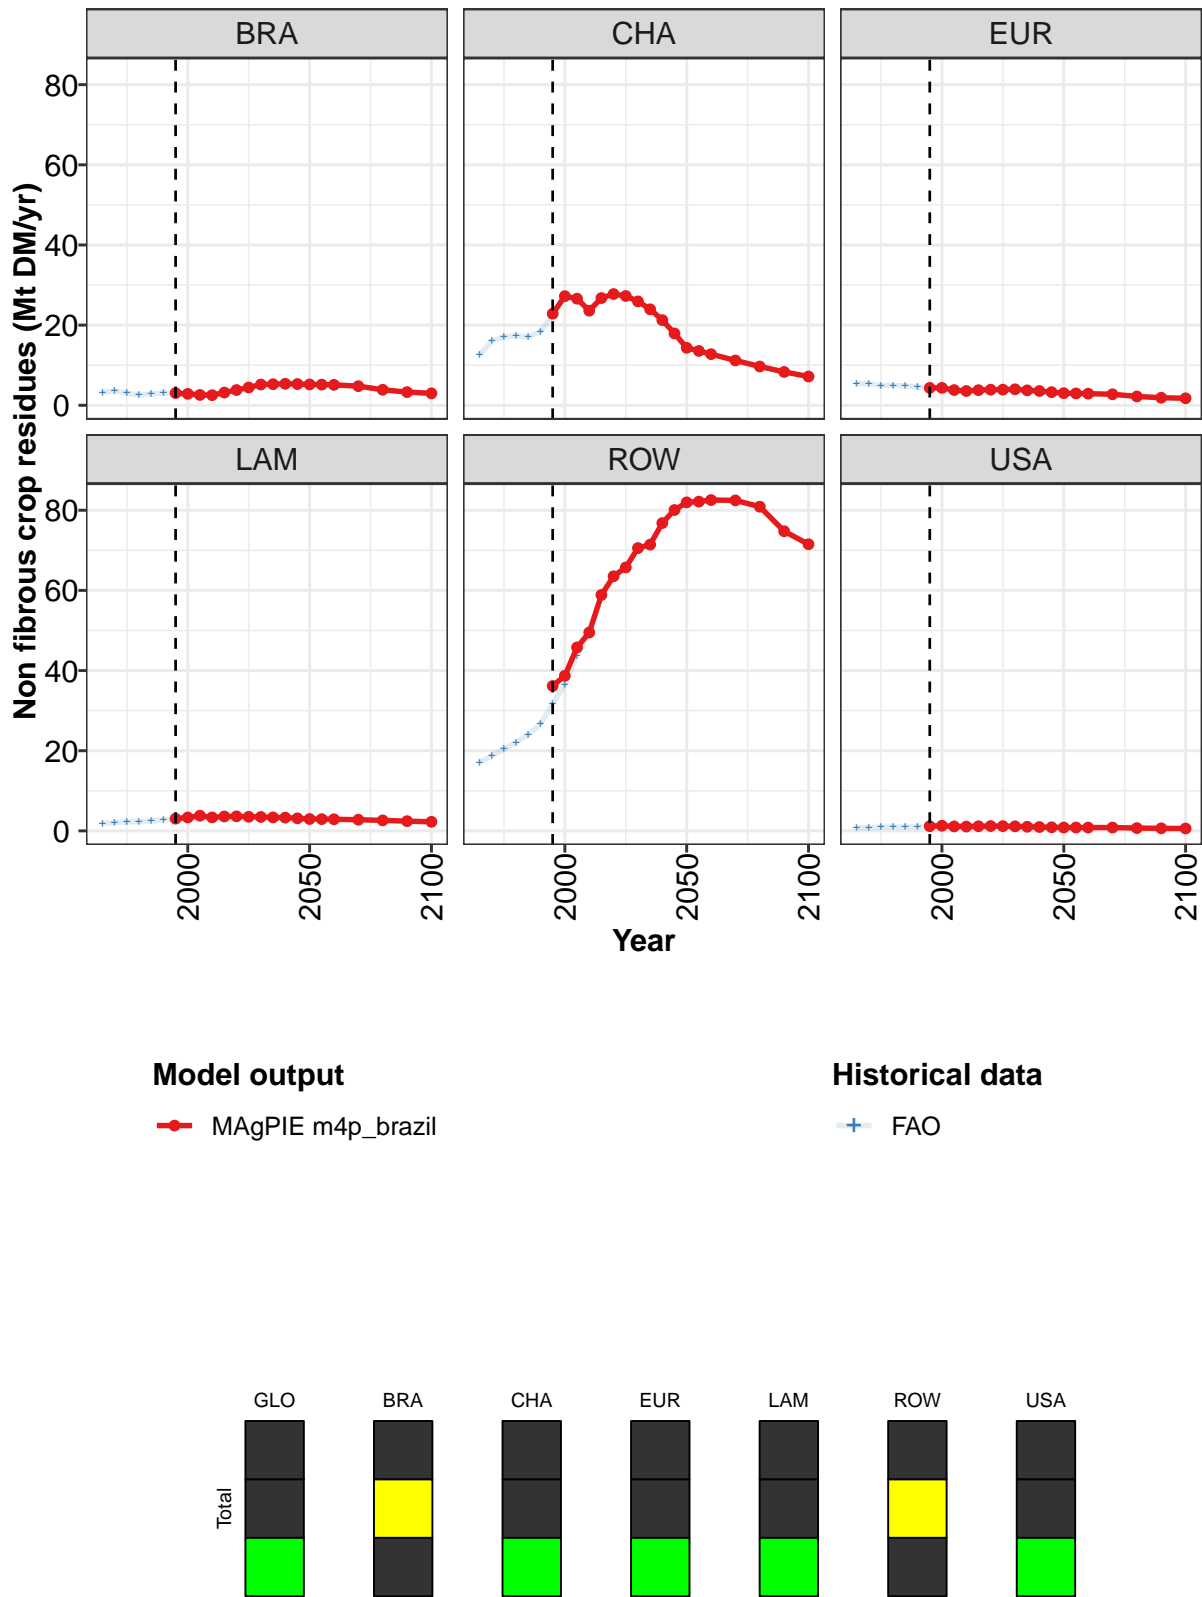 BRA CHA EUR
80
60
40
20
0
LAM ROW USA
80
60
40
20
0
Non fibrous crop residues (Mt DM/yr)
2000 2050 2100 2000 2050 2100 2000 2050 2100
Year
Model output Historical data
MAgPIE m4p_brazil FAO
GLO BRA CHA EUR LAM ROW USA
Total